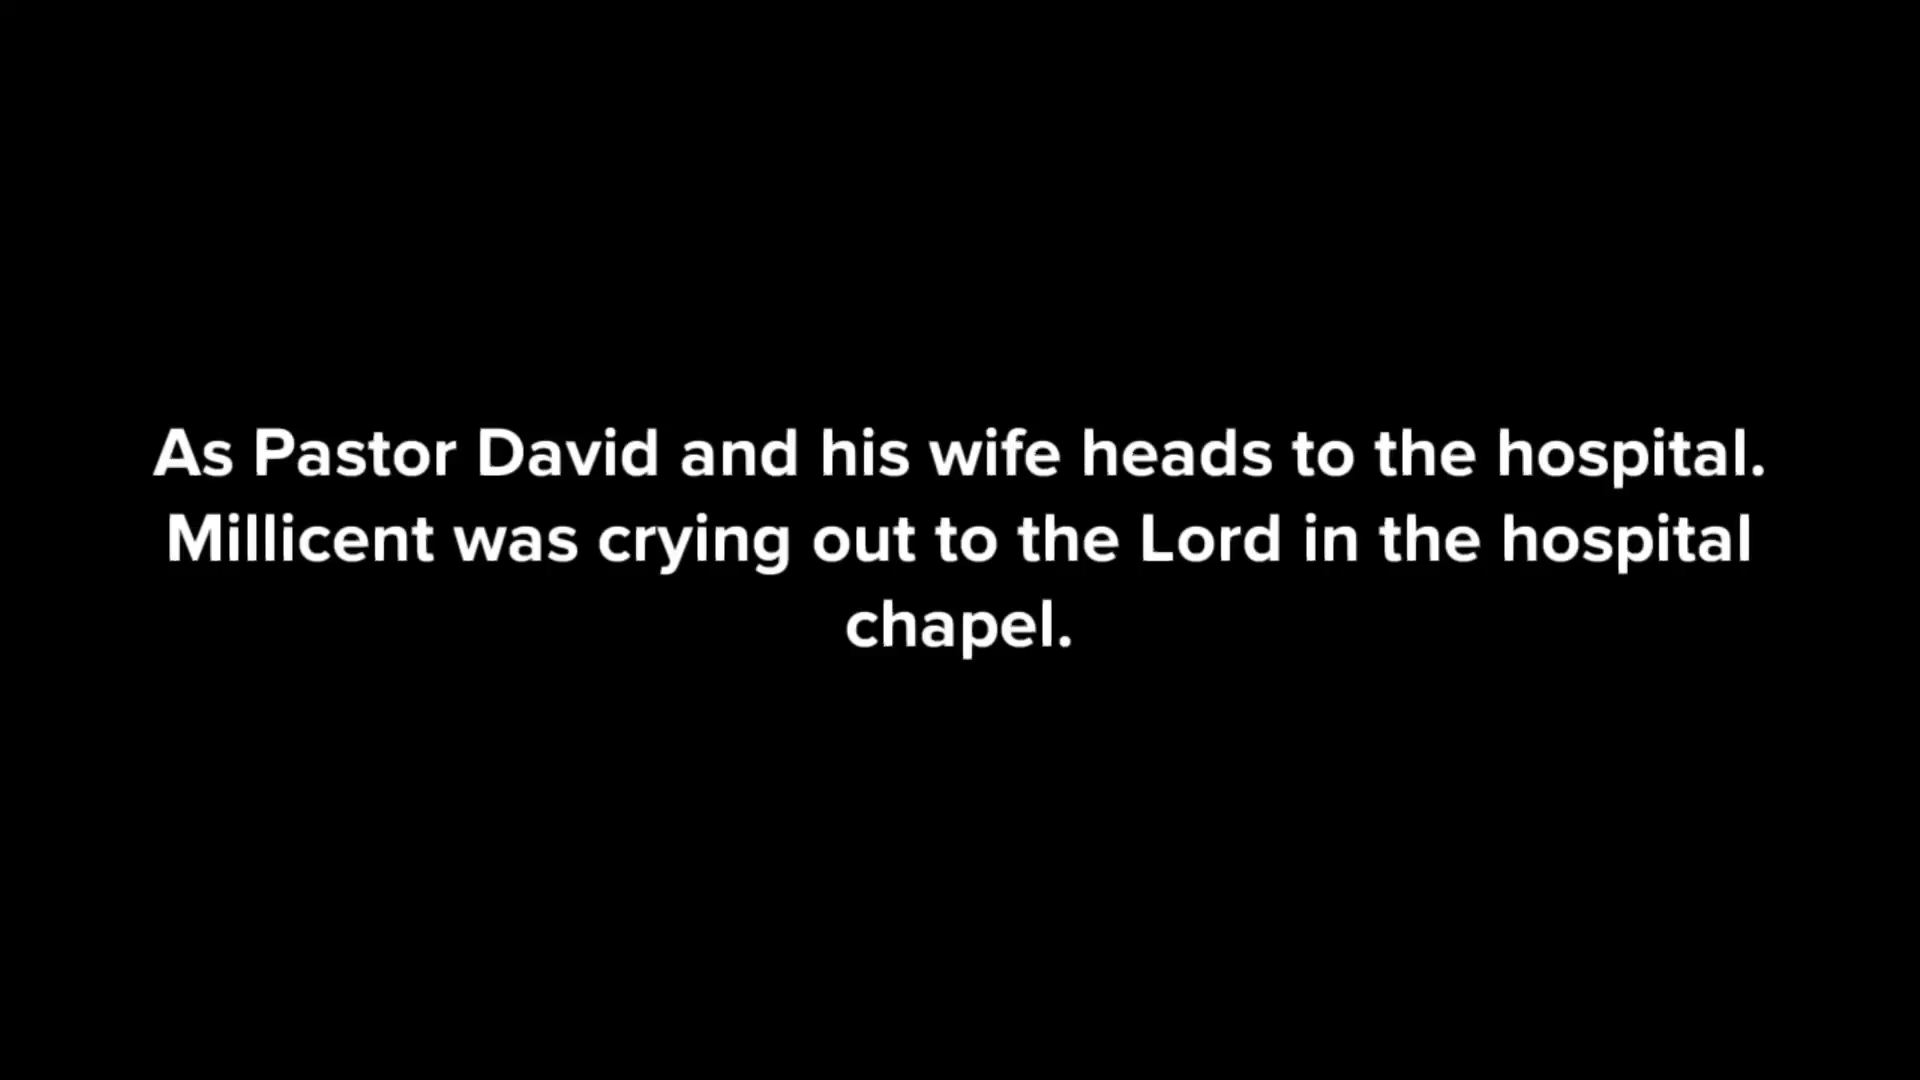 As Pastor David and his wife heads to the hospital.
Millicent was crying out to the Lord in the hospital
chapel.